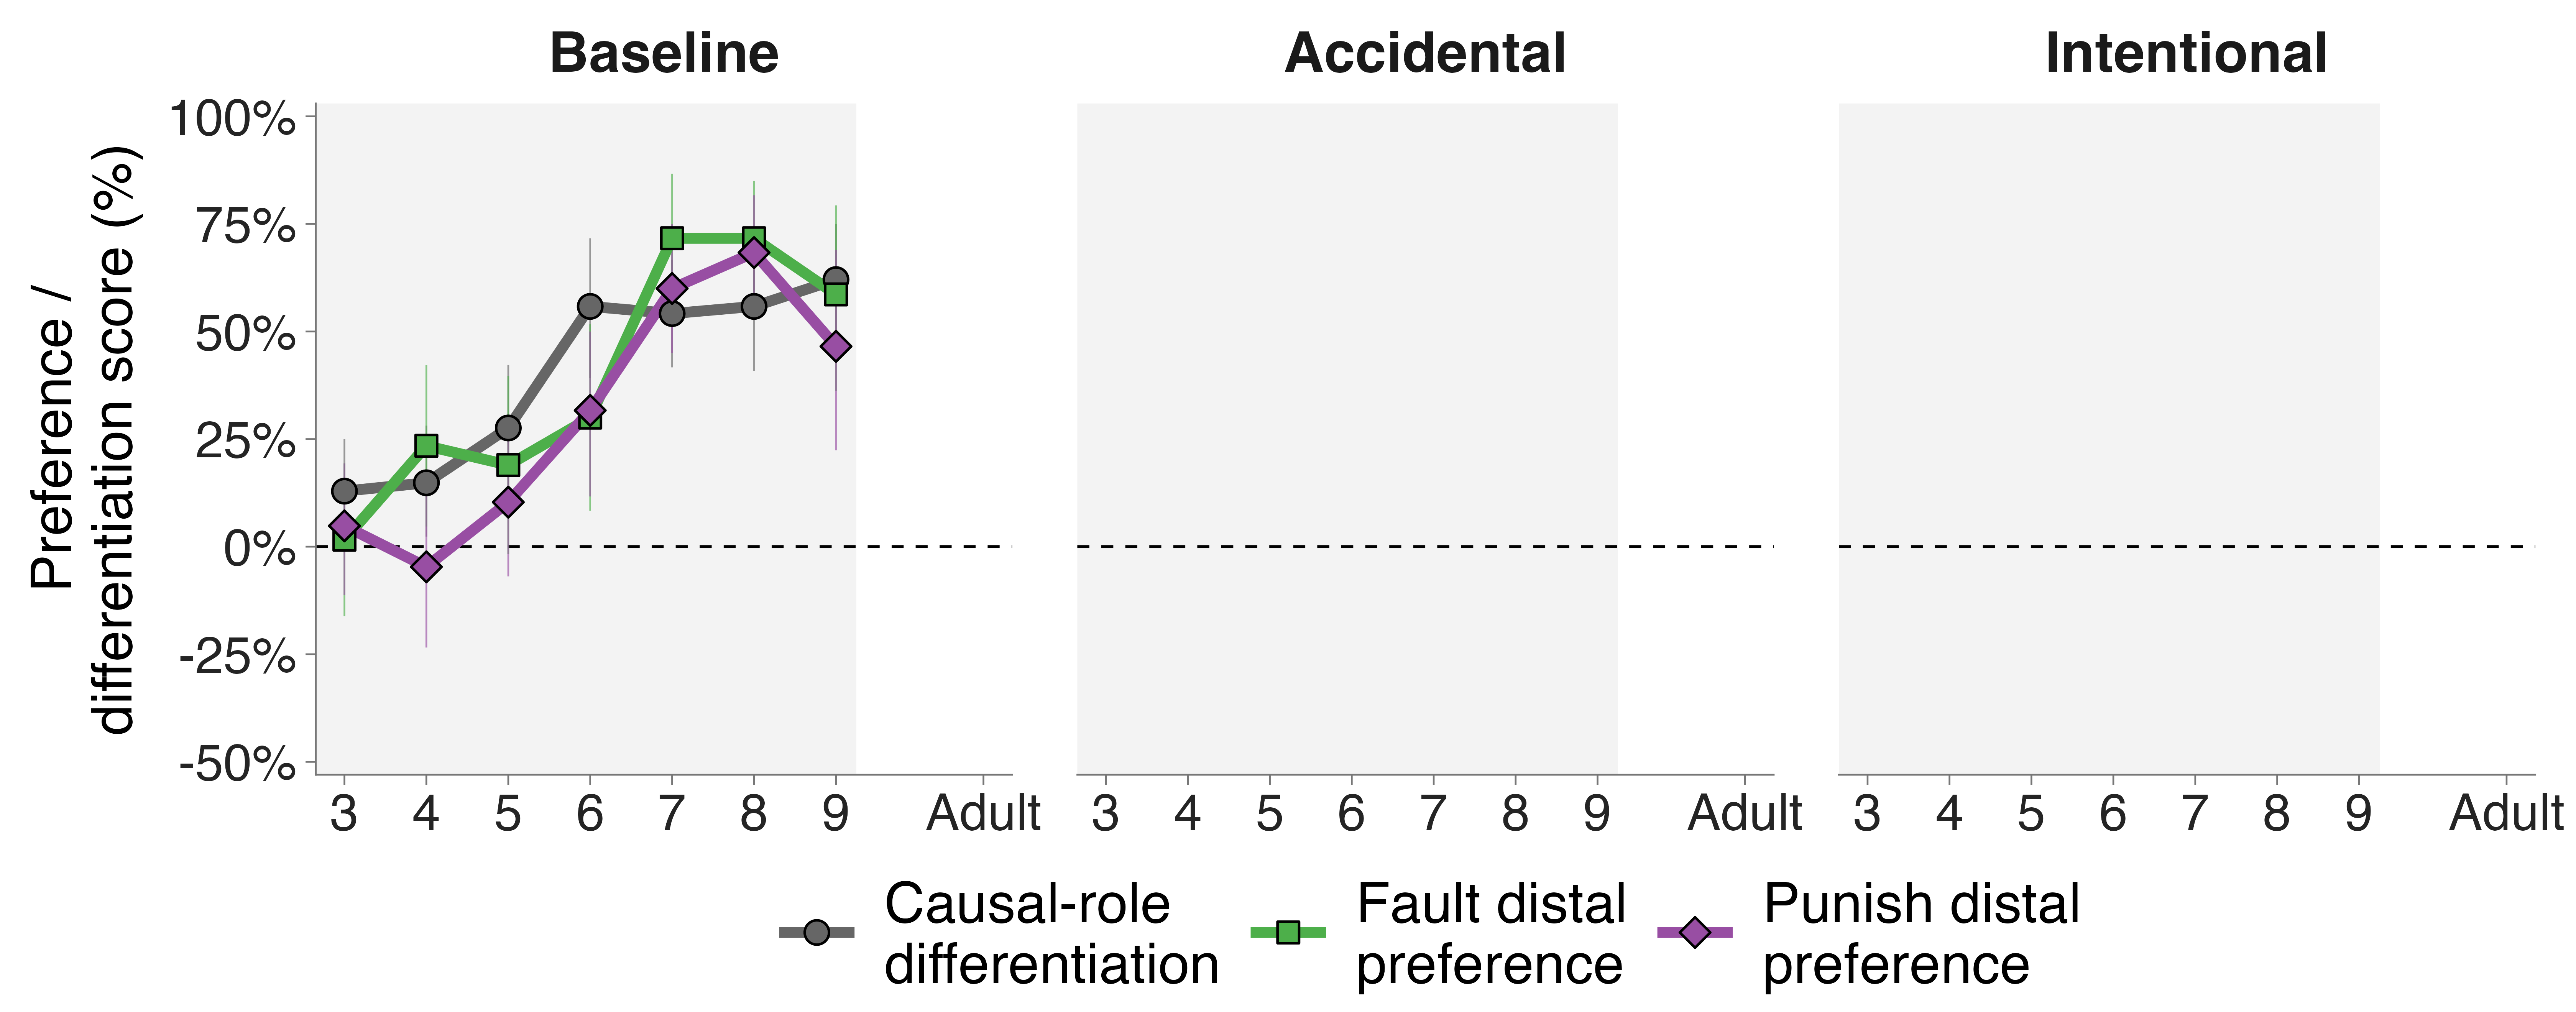 Baseline
Accidental
Intentional
Preference /
differentiation score (%)
100%
75%
50%
25%
0%
-25%
-50%
3 4 5 6 7 8 9 Adult
3 4 5 6 7 8 9 Adult
3 4 5 6 7 8 9 Adult
Causal-role
differentiation
Fault distal
preference
Punish distal
preference